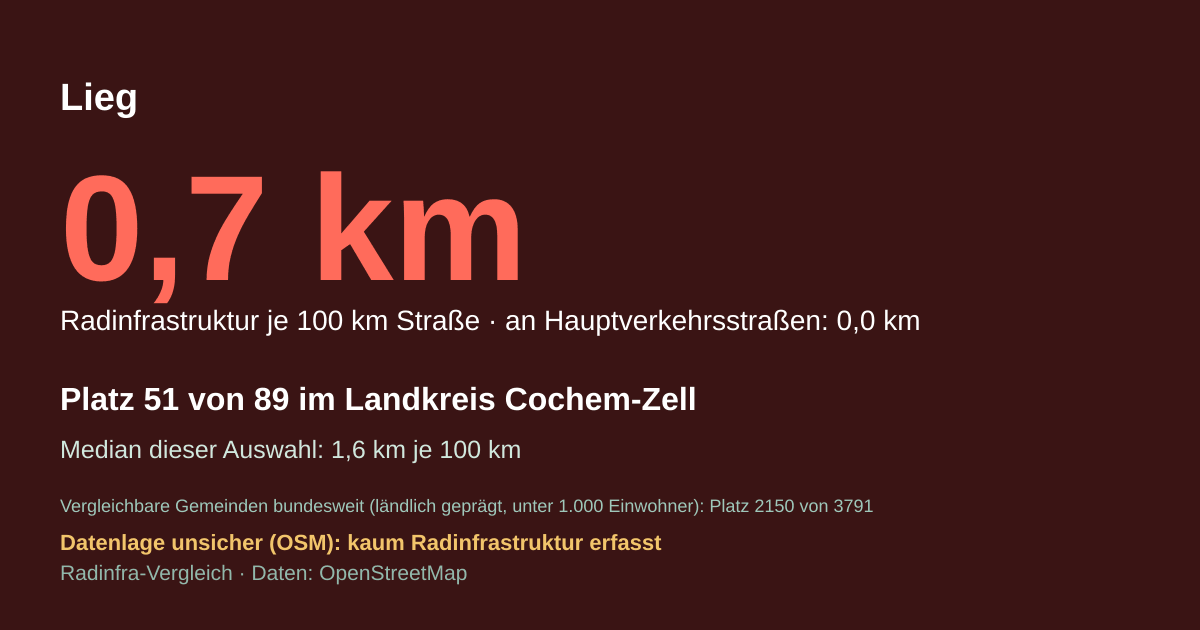 Lieg
0,7 km
Radinfrastruktur je 100 km Straße · an Hauptverkehrsstraßen: 0,0 km
Platz 51 von 89 im Landkreis Cochem-Zell
Median dieser Auswahl: 1,6 km je 100 km
Vergleichbare Gemeinden bundesweit (ländlich geprägt, unter 1.000 Einwohner): Platz 2150 von 3791
Datenlage unsicher (OSM): kaum Radinfrastruktur erfasst
Radinfra-Vergleich · Daten: OpenStreetMap